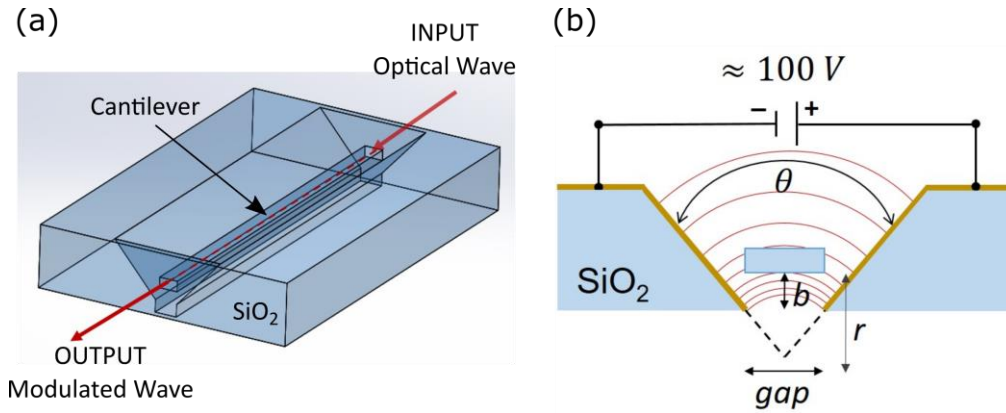 (a)
INPUT
Optical Wave
Cantilever
SiO₂
OUTPUT
Modulated Wave
(b)
≈ 100 V
− +
θ
SiO₂
b
r
gap